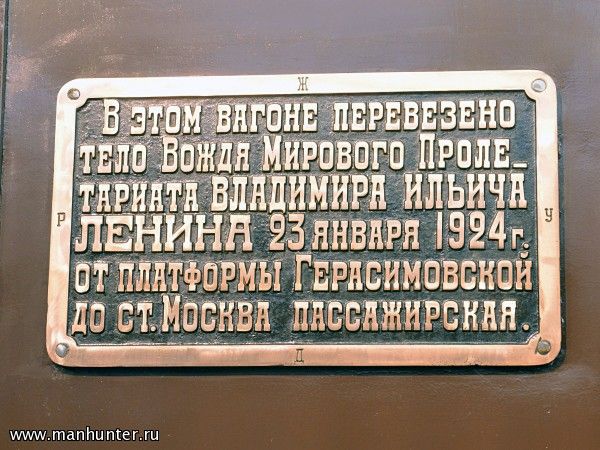 Ж
В ЭТОМ ВАГОНЕ ПЕРЕВЕЗЕНО
ТЕЛО ВОЖДЯ МИРОВОГО ПРОЛЕ_
ТАРИАТА ВЛАДИМИРА ИЛЬИЧА
Р
У
ЛЕНИНА 23 ЯНВАРЯ 1924 г.
ОТ ПЛАТФОРМЫ ГЕРАСИМОВСКОЙ
ДО СТ. МОСКВА ПАССАЖИРСКАЯ.
Д
www.manhunter.ru